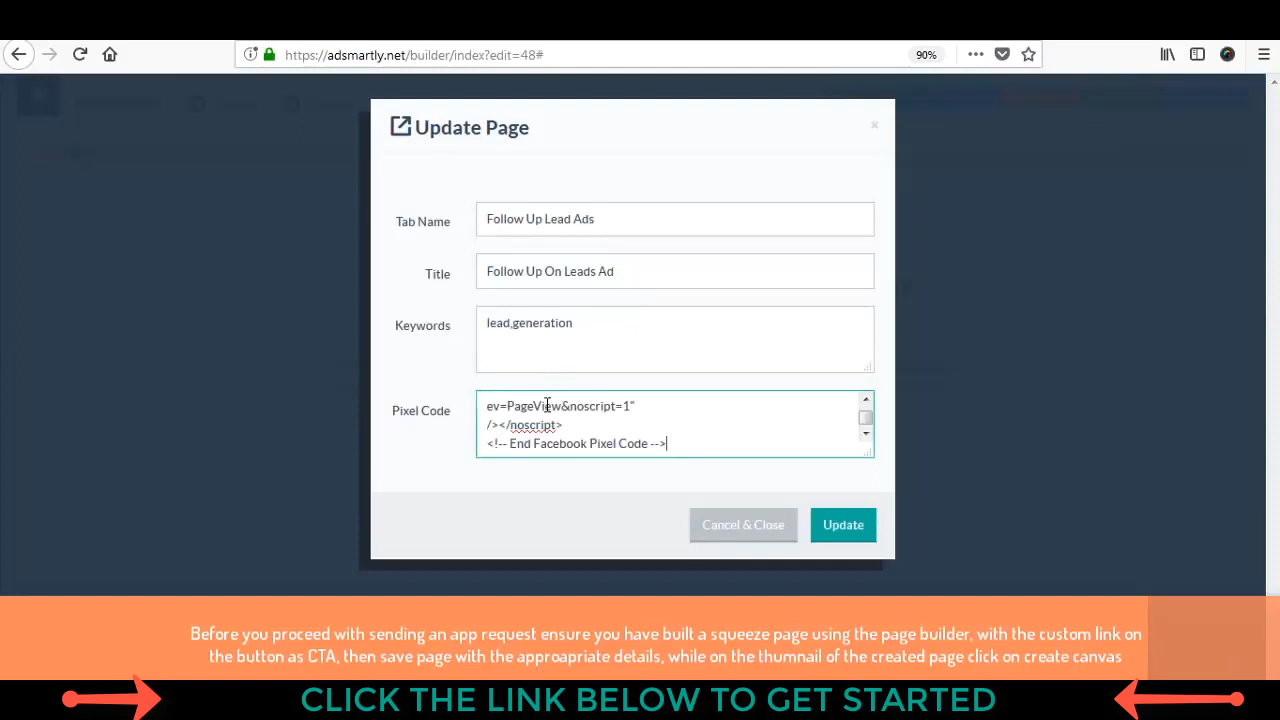 https://adsmartly.net/builder/index?edit=48#
90%
Update Page
Tab Name
Follow Up Lead Ads
Title
Follow Up On Leads Ad
Keywords
lead,generation
Pixel Code
ev=PageView&noscript=1"
/></noscript>
<!-- End Facebook Pixel Code -->
Cancel & Close
Update
Before you proceed with sending an app request ensure you have built a squeeze page using the page builder, with the custom link on
the button as CTA, then save page with the approapriate details, while on the thumnail of the created page click on create canvas
CLICK THE LINK BELOW TO GET STARTED